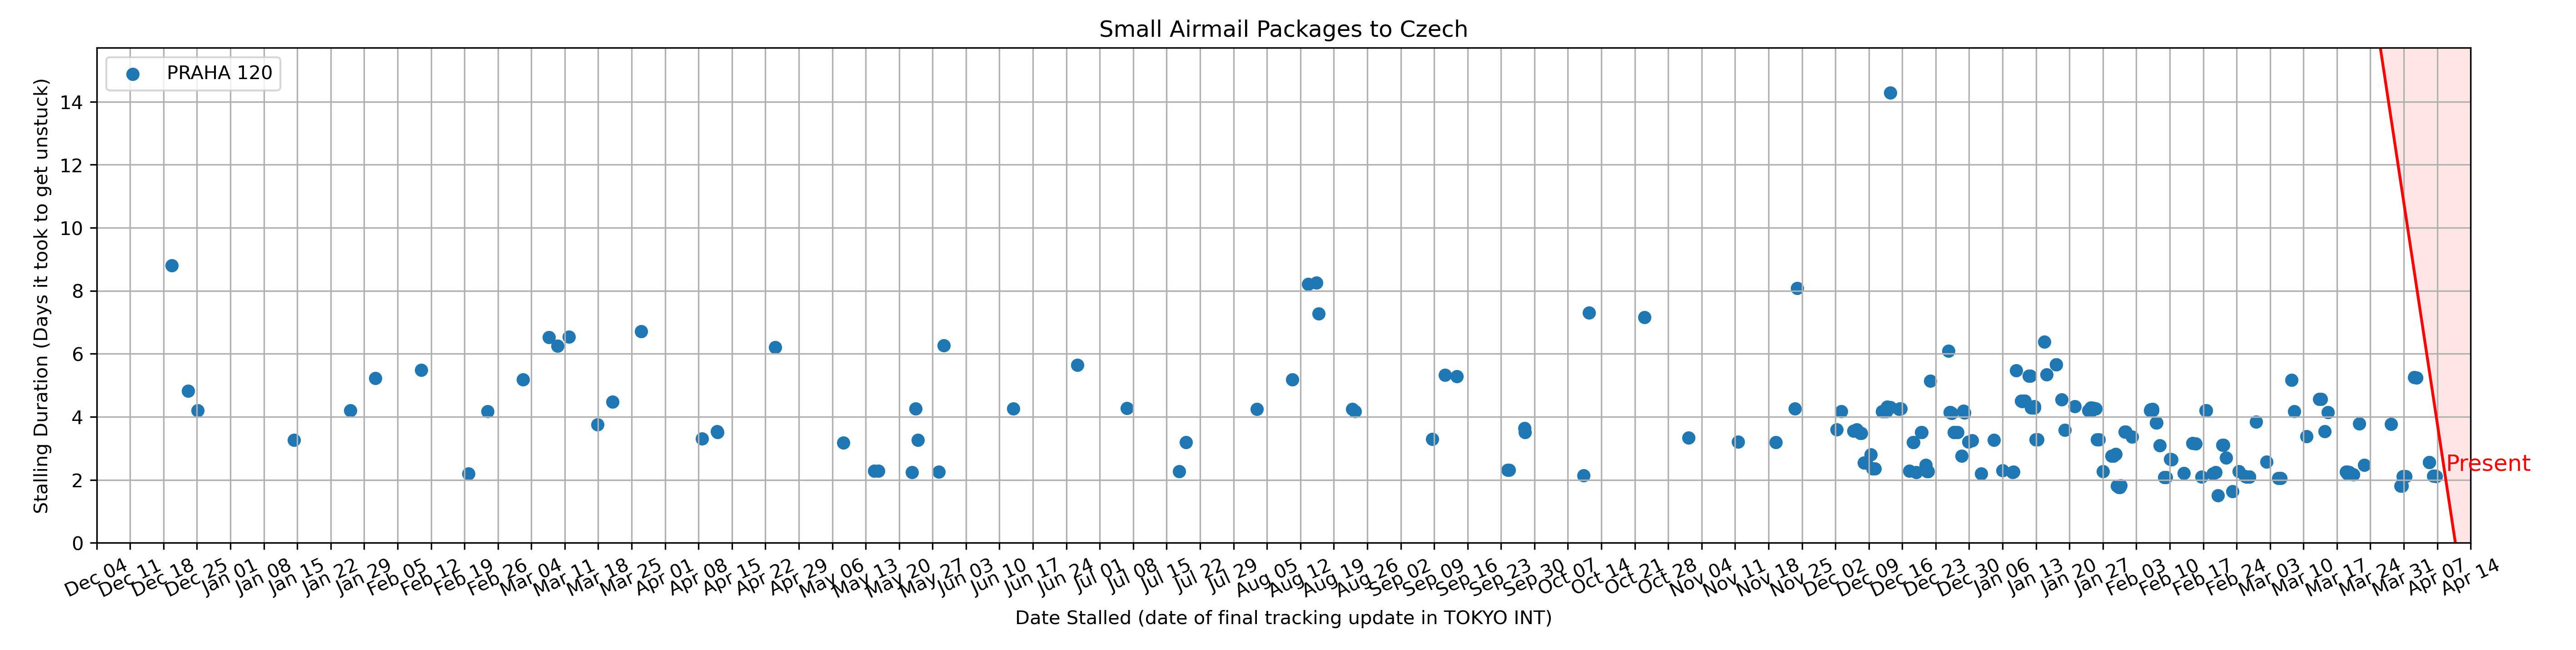 Small Airmail Packages to Czech
PRAHA 120
Stalling Duration (Days it took to get unstuck)
14
12
10
8
6
4
2
0
Present
Dec 04 Dec 11 Dec 18 Dec 25 Jan 01 Jan 08 Jan 15 Jan 22 Jan 29 Feb 05 Feb 12 Feb 19 Feb 26 Mar 04 Mar 11 Mar 18 Mar 25 Apr 01 Apr 08 Apr 15 Apr 22 Apr 29 May 06 May 13 May 20 May 27 Jun 03 Jun 10 Jun 17 Jun 24 Jul 01 Jul 08 Jul 15 Jul 22 Jul 29 Aug 05 Aug 12 Aug 19 Aug 26 Sep 02 Sep 09 Sep 16 Sep 23 Sep 30 Oct 07 Oct 14 Oct 21 Oct 28 Nov 04 Nov 11 Nov 18 Nov 25 Dec 02 Dec 09 Dec 16 Dec 23 Dec 30 Jan 06 Jan 13 Jan 20 Jan 27 Feb 03 Feb 10 Feb 17 Feb 24 Mar 03 Mar 10 Mar 17 Mar 24 Mar 31 Apr 07 Apr 14
Date Stalled (date of final tracking update in TOKYO INT)